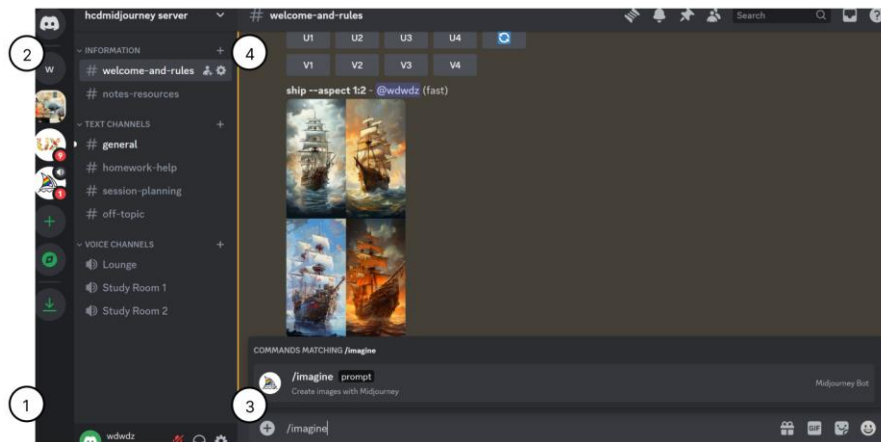 hcdmidjourney server
# welcome-and-rules
Search
2
4
INFORMATION
# welcome-and-rules
# notes-resources
W
TEXT CHANNELS
# general
# homework-help
# session-planning
# off-topic
9
1
VOICE CHANNELS
Lounge
Study Room 1
Study Room 2
1
wdwdz
U1 U2 U3 U4
V1 V2 V3 V4
ship --aspect 1:2 - @wdwdz (fast)
COMMANDS MATCHING /imagine
/imagine prompt
Create images with Midjourney
Midjourney Bot
3
/imagine
GIF